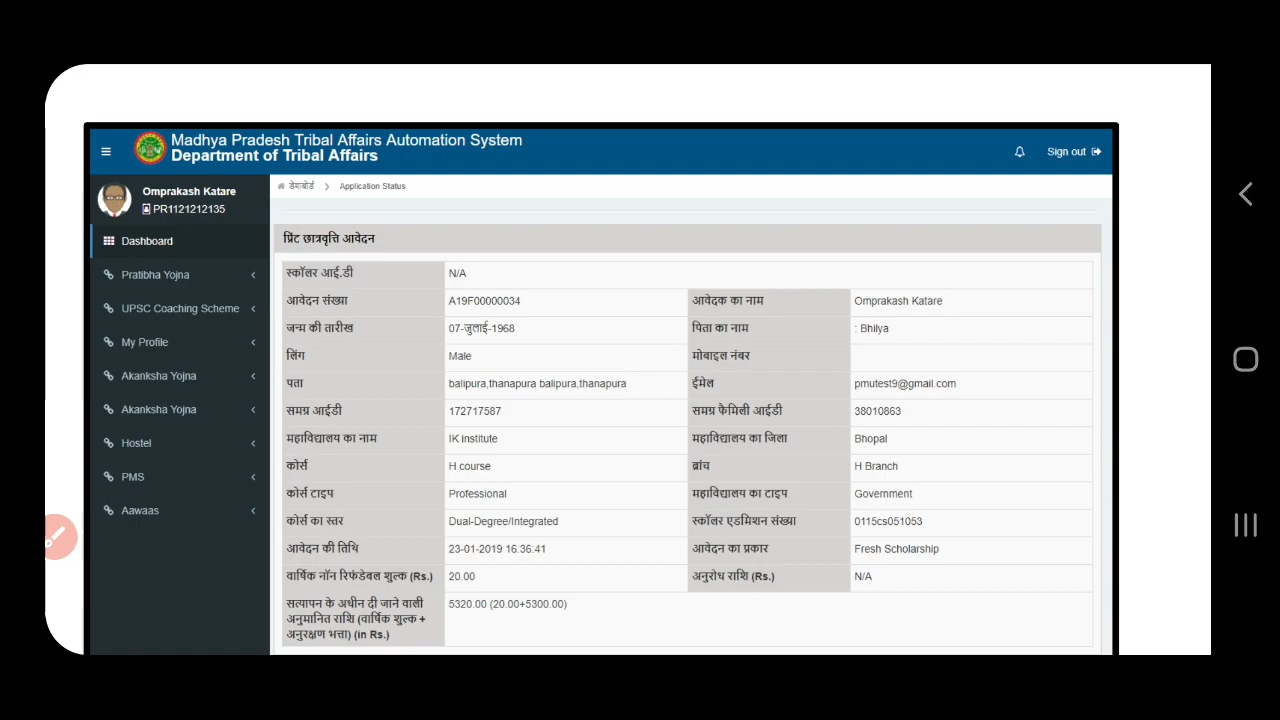 Madhya Pradesh Tribal Affairs Automation System
Department of Tribal Affairs
Sign out
Omprakash Katare
PR1121212135
Dashboard
Pratibha Yojna
UPSC Coaching Scheme
My Profile
Akanksha Yojna
Akanksha Yojna
Hostel
PMS
Aawaas
डैशबोर्ड > Application Status
प्रिंट छात्रवृत्ति आवेदन
स्कॉलर आई.डी N/A
आवेदन संख्या A19F00000034 आवेदक का नाम Omprakash Katare
जन्म की तारीख 07-जुलाई-1968 पिता का नाम : Bhilya
लिंग Male मोबाइल नंबर
पता balipura,thanapura balipura,thanapura ईमेल pmutest9@gmail.com
समग्र आईडी 172717587 समग्र फैमिली आईडी 38010863
महाविद्यालय का नाम IK institute महाविद्यालय का जिला Bhopal
कोर्स H course ब्रांच H Branch
कोर्स टाइप Professional महाविद्यालय का टाइप Government
कोर्स का स्तर Dual-Degree/Integrated स्कॉलर एडमिशन संख्या 0115cs051053
आवेदन की तिथि 23-01-2019 16:36:41 आवेदन का प्रकार Fresh Scholarship
वार्षिक नॉन रिफंडेबल शुल्क (Rs.) 20.00 अनुरोध राशि (Rs.) N/A
सत्यापन के अधीन दी जाने वाली 5320.00 (20.00+5300.00)
अनुमानित राशि (वार्षिक शुल्क +
अनुरक्षण भत्ता) (in Rs.)